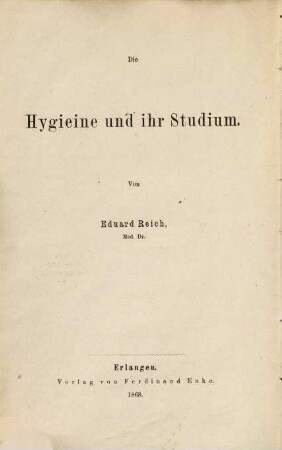 Die
Hygieine und ihr Studium.
Von
Eduard Reich,
Med. Dr.
Erlangen.
Verlag von Ferdinand Enke.
1868.